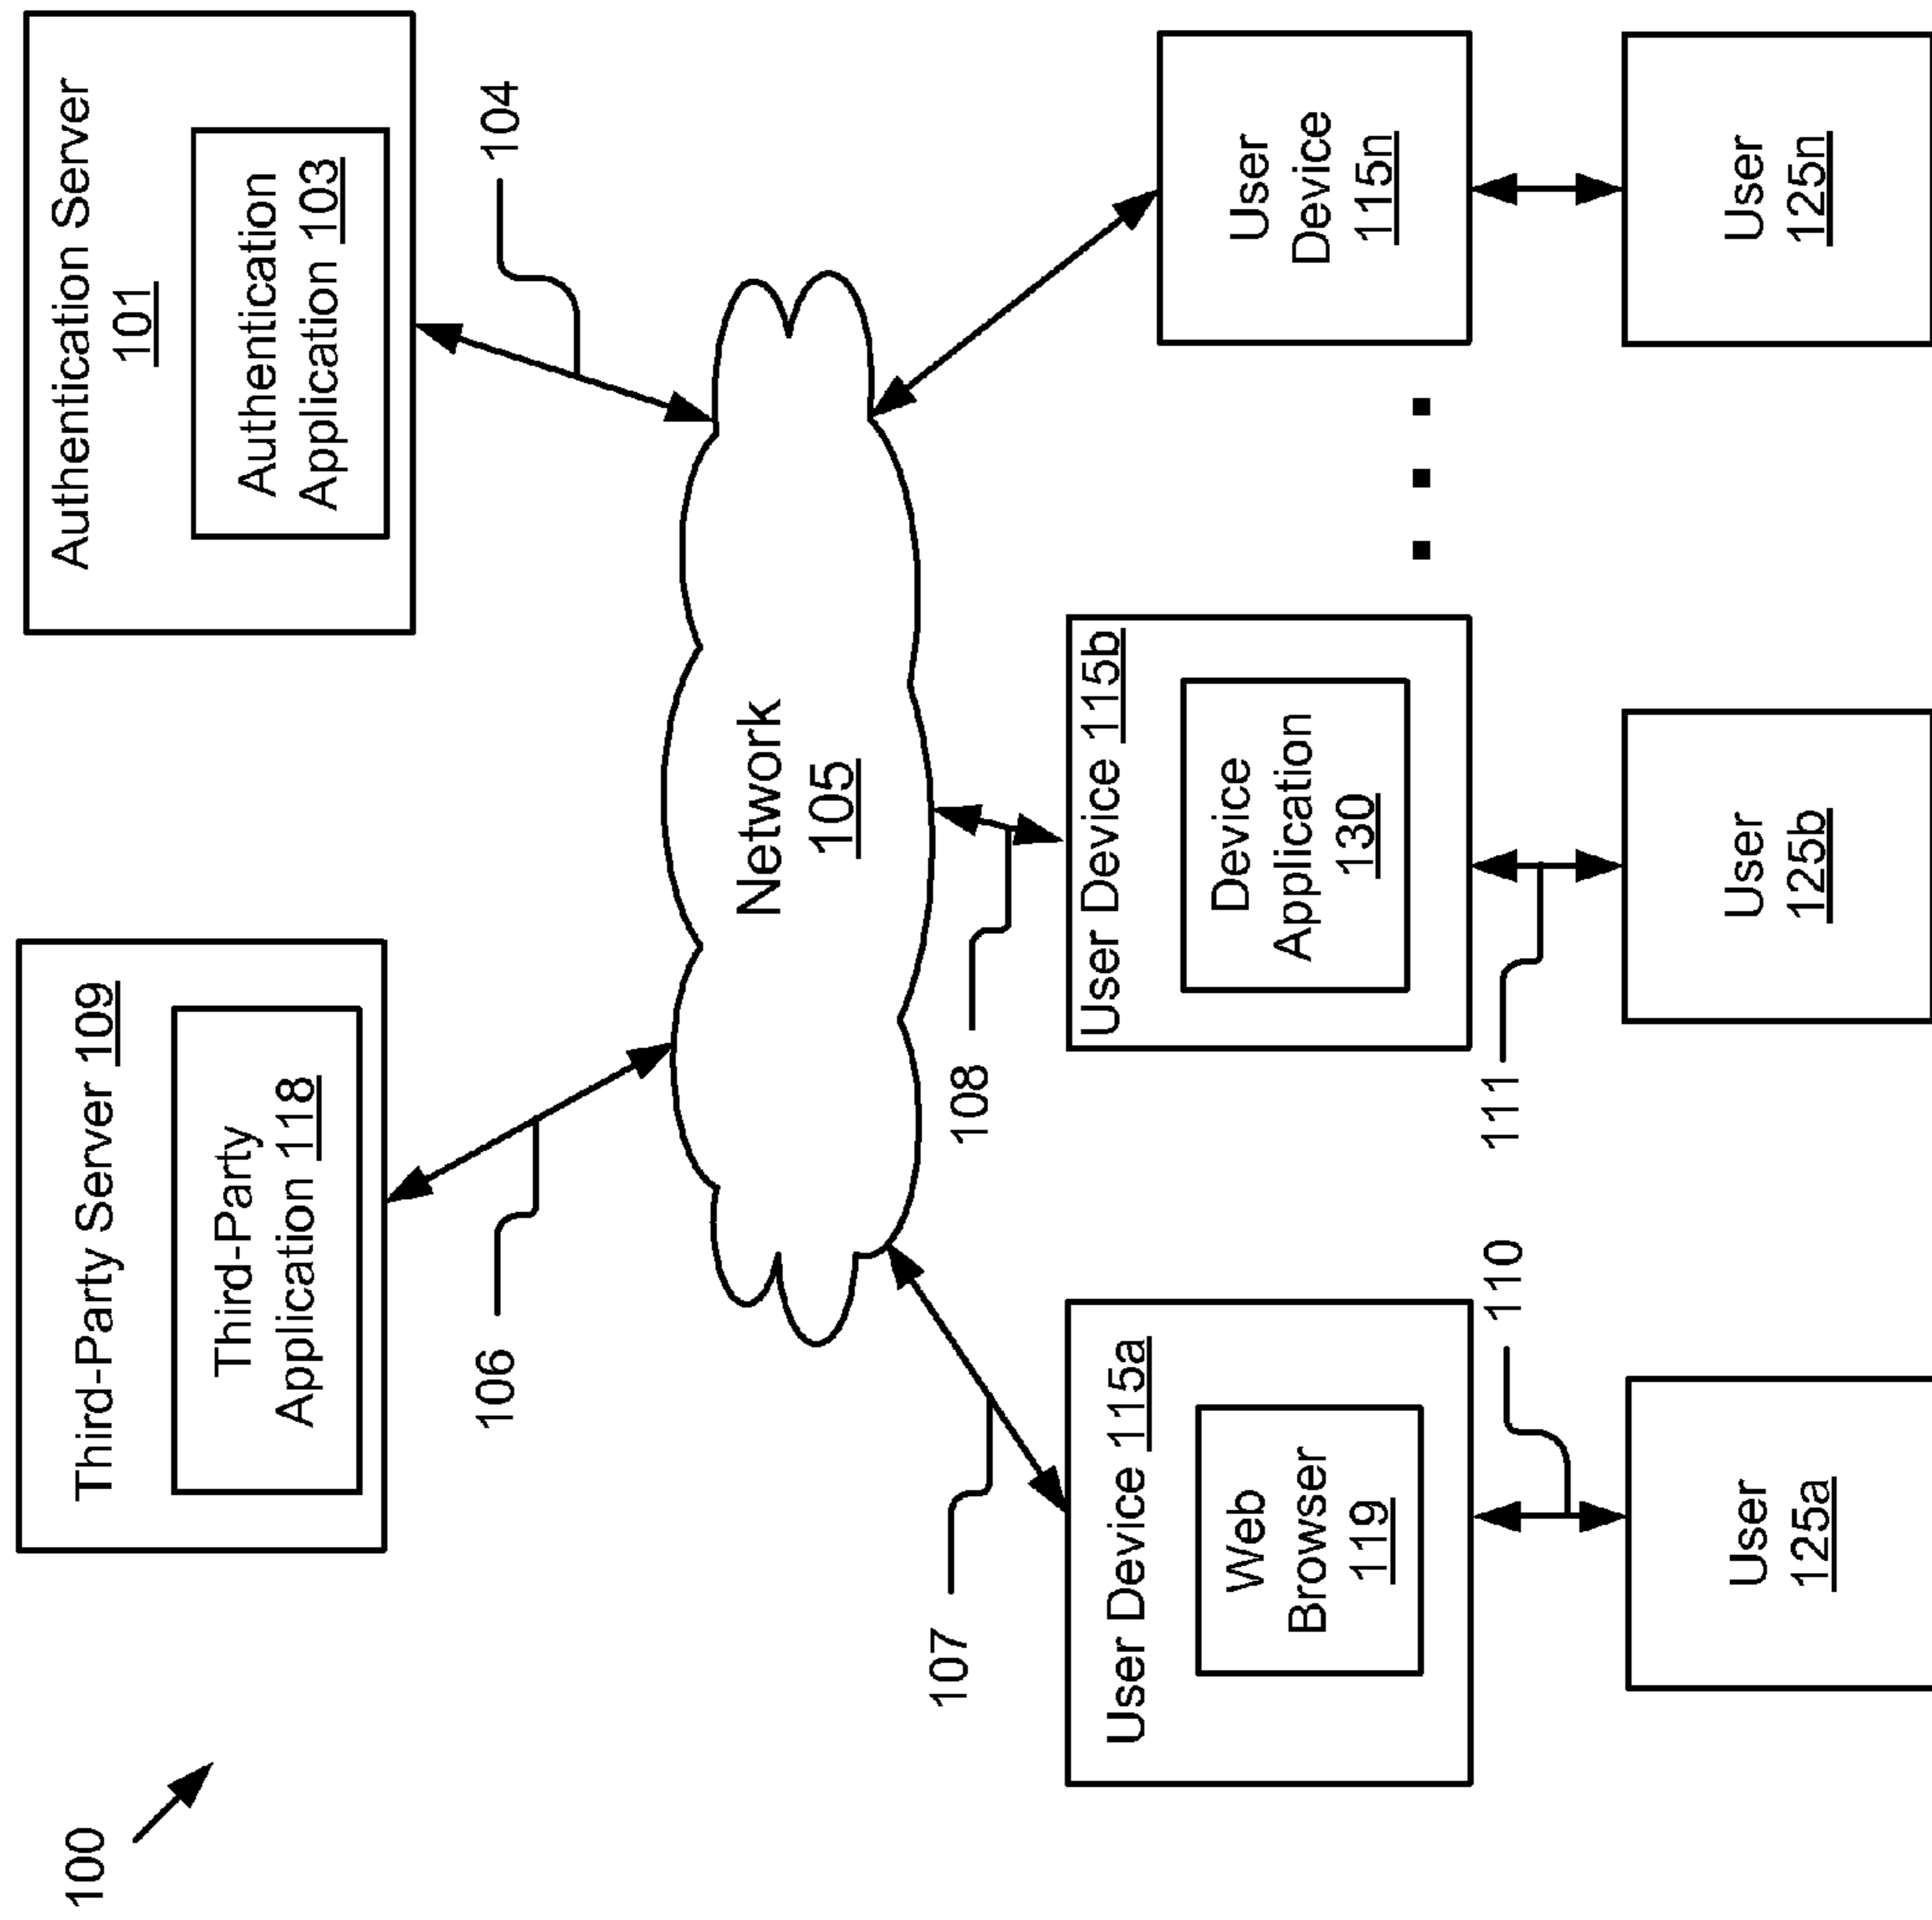 100
Third-Party Server 109
Third-Party
Application 118
Authentication Server
101
Authentication
Application 103
106
104
Network
105
107
108
User Device 115a
Web
Browser
119
User Device 115b
Device
Application
130
User
Device
115n
110
111
User
125a
User
125b
User
125n